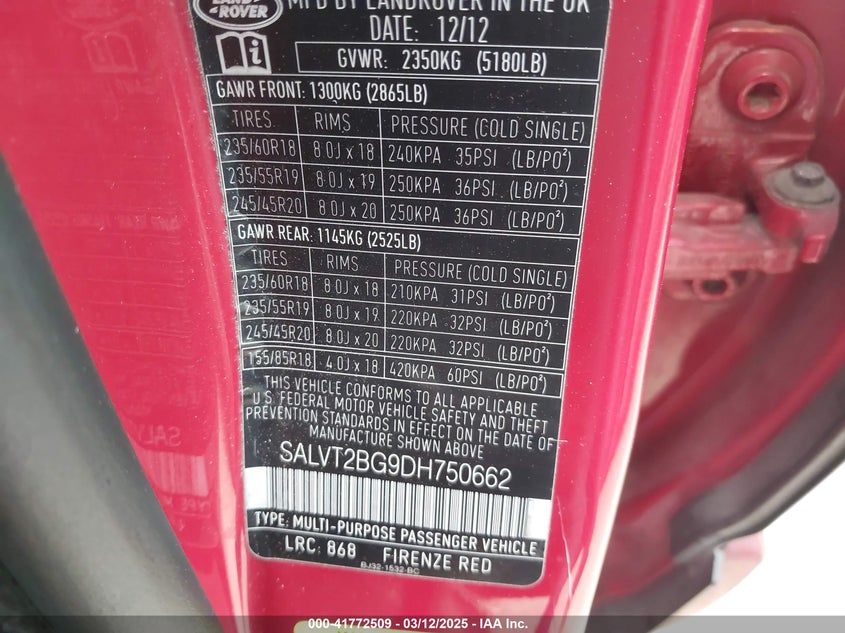 LAND
ROVER
MFD BY LANDROVER IN THE UK
DATE: 12/12
GVWR: 2350KG (5180LB)
GAWR FRONT: 1300KG (2865LB)
TIRES RIMS PRESSURE (COLD SINGLE)
235/60R18 8.0J x 18 240KPA 35PSI (LB/PO²)
235/55R19 8.0J x 19 250KPA 36PSI (LB/PO²)
245/45R20 8.0J x 20 250KPA 36PSI (LB/PO²)
GAWR REAR: 1145KG (2525LB)
TIRES RIMS PRESSURE (COLD SINGLE)
235/60R18 8.0J x 18 210KPA 31PSI (LB/PO²)
235/55R19 8.0J x 19 220KPA 32PSI (LB/PO²)
245/45R20 8.0J x 20 220KPA 32PSI (LB/PO²)
155/85R18 4.0J x 18 420KPA 60PSI (LB/PO²)
THIS VEHICLE CONFORMS TO ALL APPLICABLE
U.S. FEDERAL MOTOR VEHICLE SAFETY AND THEFT
PREVENTION STANDARDS IN EFFECT ON THE DATE OF
MANUFACTURE SHOWN ABOVE
SALVT2BG9DH750662
TYPE: MULTI-PURPOSE PASSENGER VEHICLE
LRC: 868 FIRENZE RED
BJ32-1532-BC
000-41772509 - 03/12/2025 - IAA Inc.